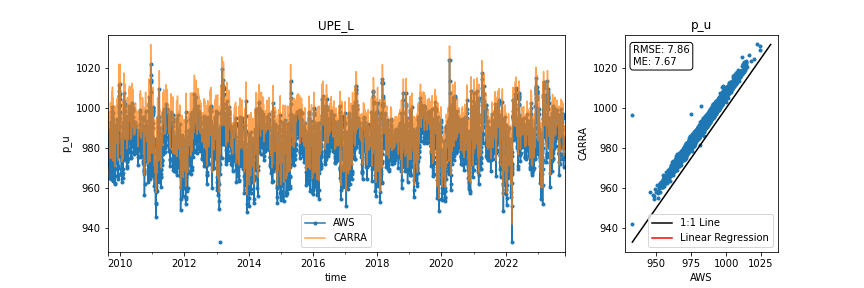 UPE_L
p_u
1020
1000
980
960
940
p_u
2010
2012
2014
2016
2018
2020
2022
time
AWS
CARRA
p_u
RMSE: 7.86
ME: 7.67
1020
1000
980
960
940
CARRA
950
975
1000
1025
AWS
1:1 Line
Linear Regression